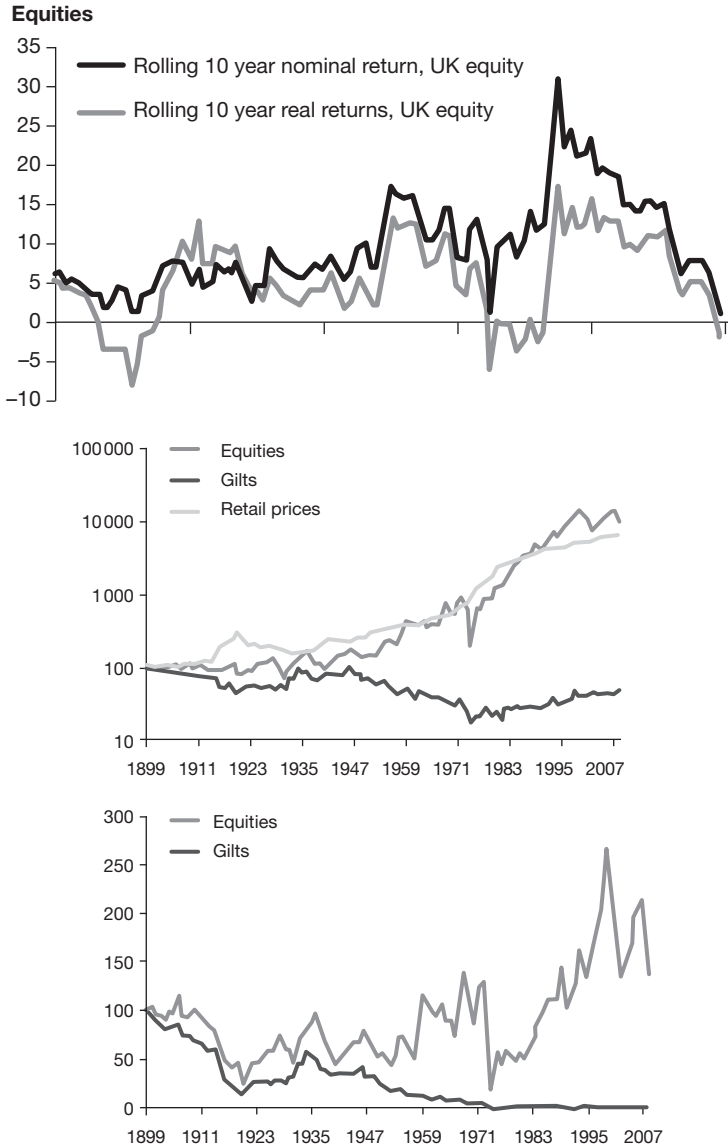 Equities
35
30
25
20
15
10
5
0
–5
–10
Rolling 10 year nominal return, UK equity
Rolling 10 year real returns, UK equity
100 000
10 000
1 000
100
10
Equities
Gilts
Retail prices
1899 1911 1923 1935 1947 1959 1971 1983 1995 2007
300
250
200
150
100
50
0
Equities
Gilts
1899 1911 1923 1935 1947 1959 1971 1983 1995 2007